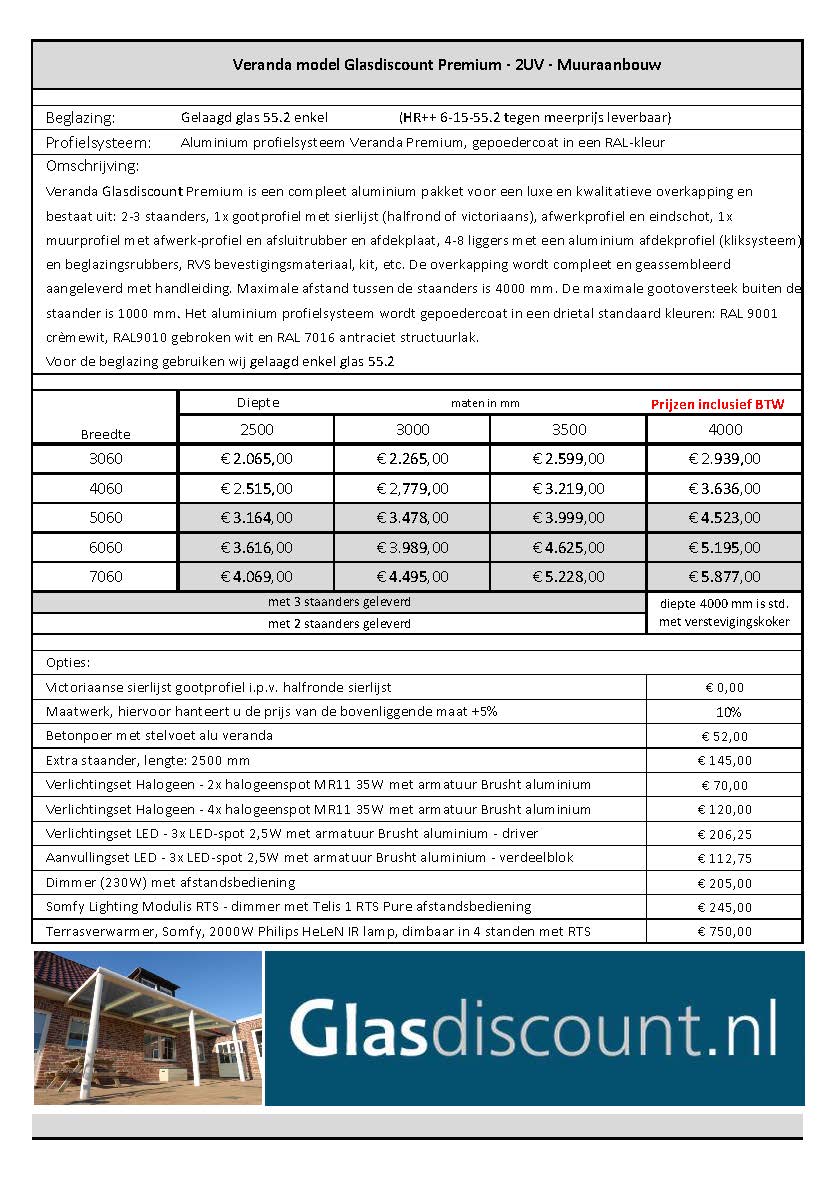 Veranda model Glasdiscount Premium - 2UV - Muuraanbouw
Beglazing: Gelaagd glas 55.2 enkel (HR++ 6-15-55.2 tegen meerprijs leverbaar)
Profielsysteem: Aluminium profielsysteem Veranda Premium, gepoedercoat in een RAL-kleur
Omschrijving:
Veranda Glasdiscount Premium is een compleet aluminium pakket voor een luxe en kwalitatieve overkapping en
bestaat uit: 2-3 staanders, 1x gootprofiel met sierlijst (halfrond of victoriaans), afwerkprofiel en eindschot, 1x
muurprofiel met afwerk-profiel en afsluitrubber en afdekplaat, 4-8 liggers met een aluminium afdekprofiel (kliksysteem)
en beglazingsrubbers, RVS bevestigingsmateriaal, kit, etc. De overkapping wordt compleet en geassembleerd
aangeleverd met handleiding. Maximale afstand tussen de staanders is 4000 mm. De maximale gootoversteek buiten de
staander is 1000 mm. Het aluminium profielsysteem wordt gepoedercoat in een drietal standaard kleuren: RAL 9001
crèmewit, RAL9010 gebroken wit en RAL 7016 antraciet structuurlak.
Voor de beglazing gebruiken wij gelaagd enkel glas 55.2
Diepte maten in mm Prijzen inclusief BTW
Breedte 2500 3000 3500 4000
3060 € 2.065,00 € 2.265,00 € 2.599,00 € 2.939,00
4060 € 2.515,00 € 2,779,00 € 3.219,00 € 3.636,00
5060 € 3.164,00 € 3.478,00 € 3.999,00 € 4.523,00
6060 € 3.616,00 € 3.989,00 € 4.625,00 € 5.195,00
7060 € 4.069,00 € 4.495,00 € 5.228,00 € 5.877,00
met 3 staanders geleverd diepte 4000 mm is std.
met 2 staanders geleverd met verstevigingskoker
Opties:
Victoriaanse sierlijst gootprofiel i.p.v. halfronde sierlijst € 0,00
Maatwerk, hiervoor hanteert u de prijs van de bovenliggende maat +5% 10%
Betonpoer met stelvoet alu veranda € 52,00
Extra staander, lengte: 2500 mm € 145,00
Verlichtingset Halogeen - 2x halogeenspot MR11 35W met armatuur Brusht aluminium € 70,00
Verlichtingset Halogeen - 4x halogeenspot MR11 35W met armatuur Brusht aluminium € 120,00
Verlichtingset LED - 3x LED-spot 2,5W met armatuur Brusht aluminium - driver € 206,25
Aanvullingset LED - 3x LED-spot 2,5W met armatuur Brusht aluminium - verdeelblok € 112,75
Dimmer (230W) met afstandsbediening € 205,00
Somfy Lighting Modulis RTS - dimmer met Telis 1 RTS Pure afstandsbediening € 245,00
Terrasverwarmer, Somfy, 2000W Philips HeLeN IR lamp, dimbaar in 4 standen met RTS € 750,00
Glasdiscount.nl